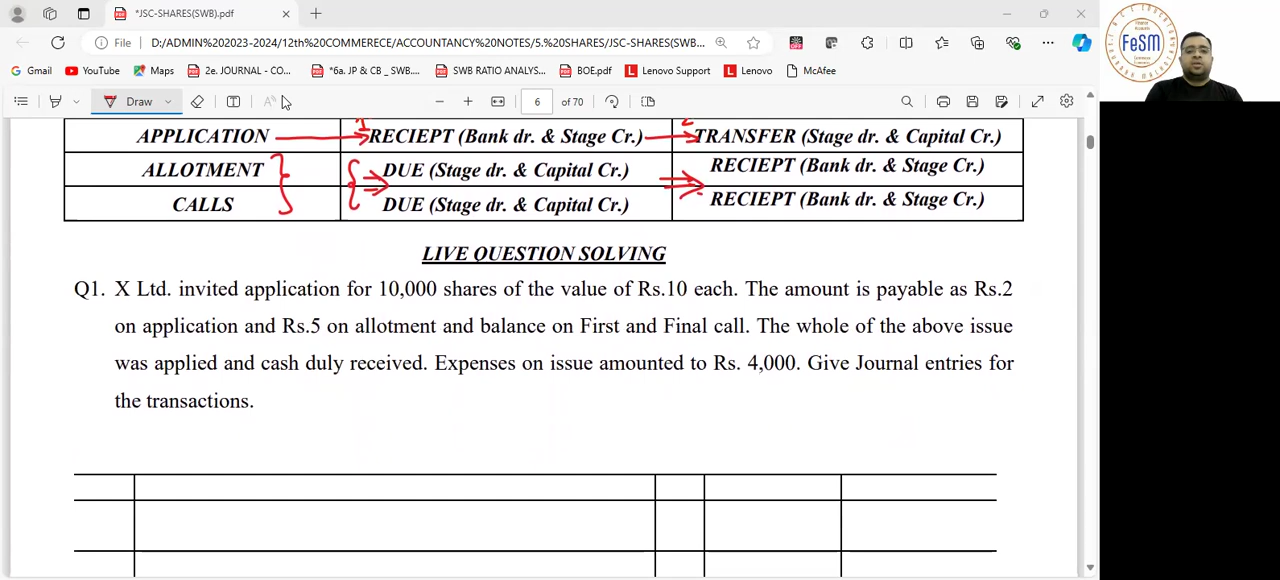 *JSC-SHARES(SWB).pdf
File
D:/ADMIN%202023-2024/12th%20COMMERECE/ACCOUNTANCY%20NOTES/5.%20SHARES/JSC-SHARES(SWB...
Gmail
YouTube
Maps
2e. JOURNAL - CO...
*6a. JP & CB _ SWB....
SWB RATIO ANALYS...
BOE.pdf
Lenovo Support
Lenovo
McAfee
Draw
6
of 70
FeSM
APPLICATION
1
RECIEPT (Bank dr. & Stage Cr.)
2
TRANSFER (Stage dr. & Capital Cr.)
ALLOTMENT
DUE (Stage dr. & Capital Cr.)
RECIEPT (Bank dr. & Stage Cr.)
CALLS
DUE (Stage dr. & Capital Cr.)
RECIEPT (Bank dr. & Stage Cr.)
LIVE QUESTION SOLVING
Q1. X Ltd. invited application for 10,000 shares of the value of Rs.10 each. The amount is payable as Rs.2
on application and Rs.5 on allotment and balance on First and Final call. The whole of the above issue
was applied and cash duly received. Expenses on issue amounted to Rs. 4,000. Give Journal entries for
the transactions.